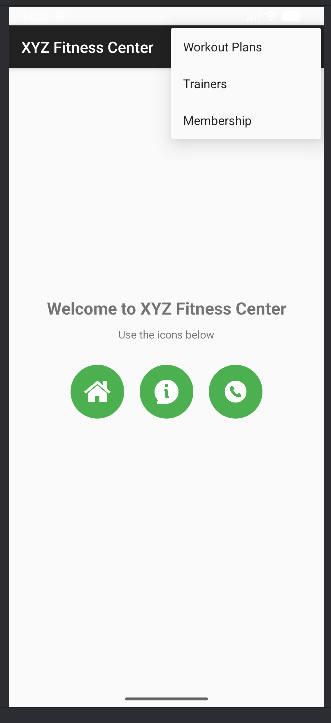 XYZ Fitness Center
Workout Plans
Trainers
Membership
Welcome to XYZ Fitness Center
Use the icons below